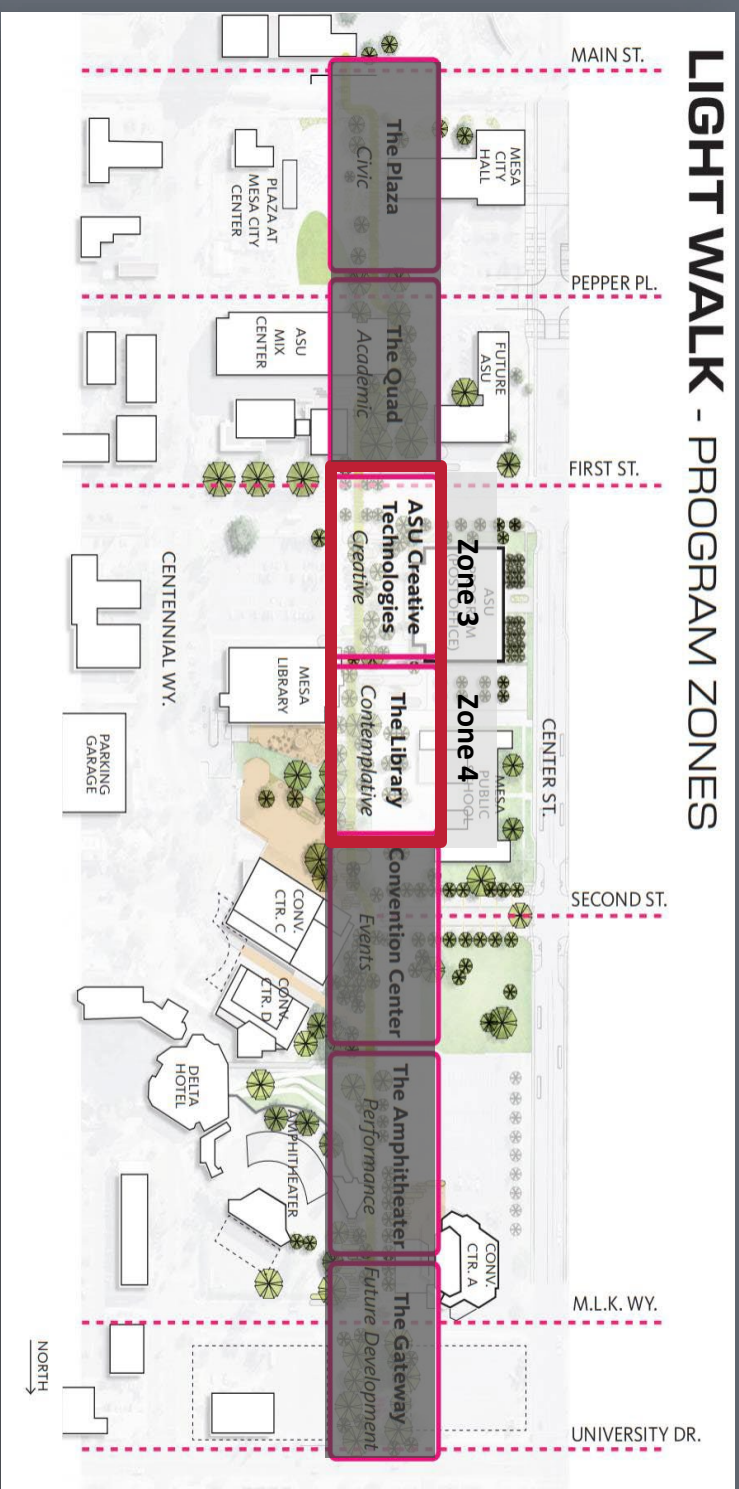 LIGHT WALK - PROGRAM ZONES
MAIN ST.
PEPPER PL.
FIRST ST.
CENTER ST.
SECOND ST.
M.L.K. WY.
UNIVERSITY DR.
MESA
CITY
HALL
FUTURE
ASU
ASU
(POST OFFICE)
Zone 3
Zone 4
MESA
PUBLIC
SCHOOL
CONV.
CTR. A
The Plaza
Civic
The Quad
Academic
ASU Creative
Technologies
Creative
The Library
Contemplative
Convention Center
Events
The Amphitheater
Performance
The Gateway
Future Development
PLAZA AT
MESA CITY
CENTER
ASU
MIX
CENTER
MESA
LIBRARY
CONV.
CTR. C
CONV.
CTR. D
AMPHITHEATER
DELTA
HOTEL
CENTENNIAL WY.
PARKING
GARAGE
NORTH